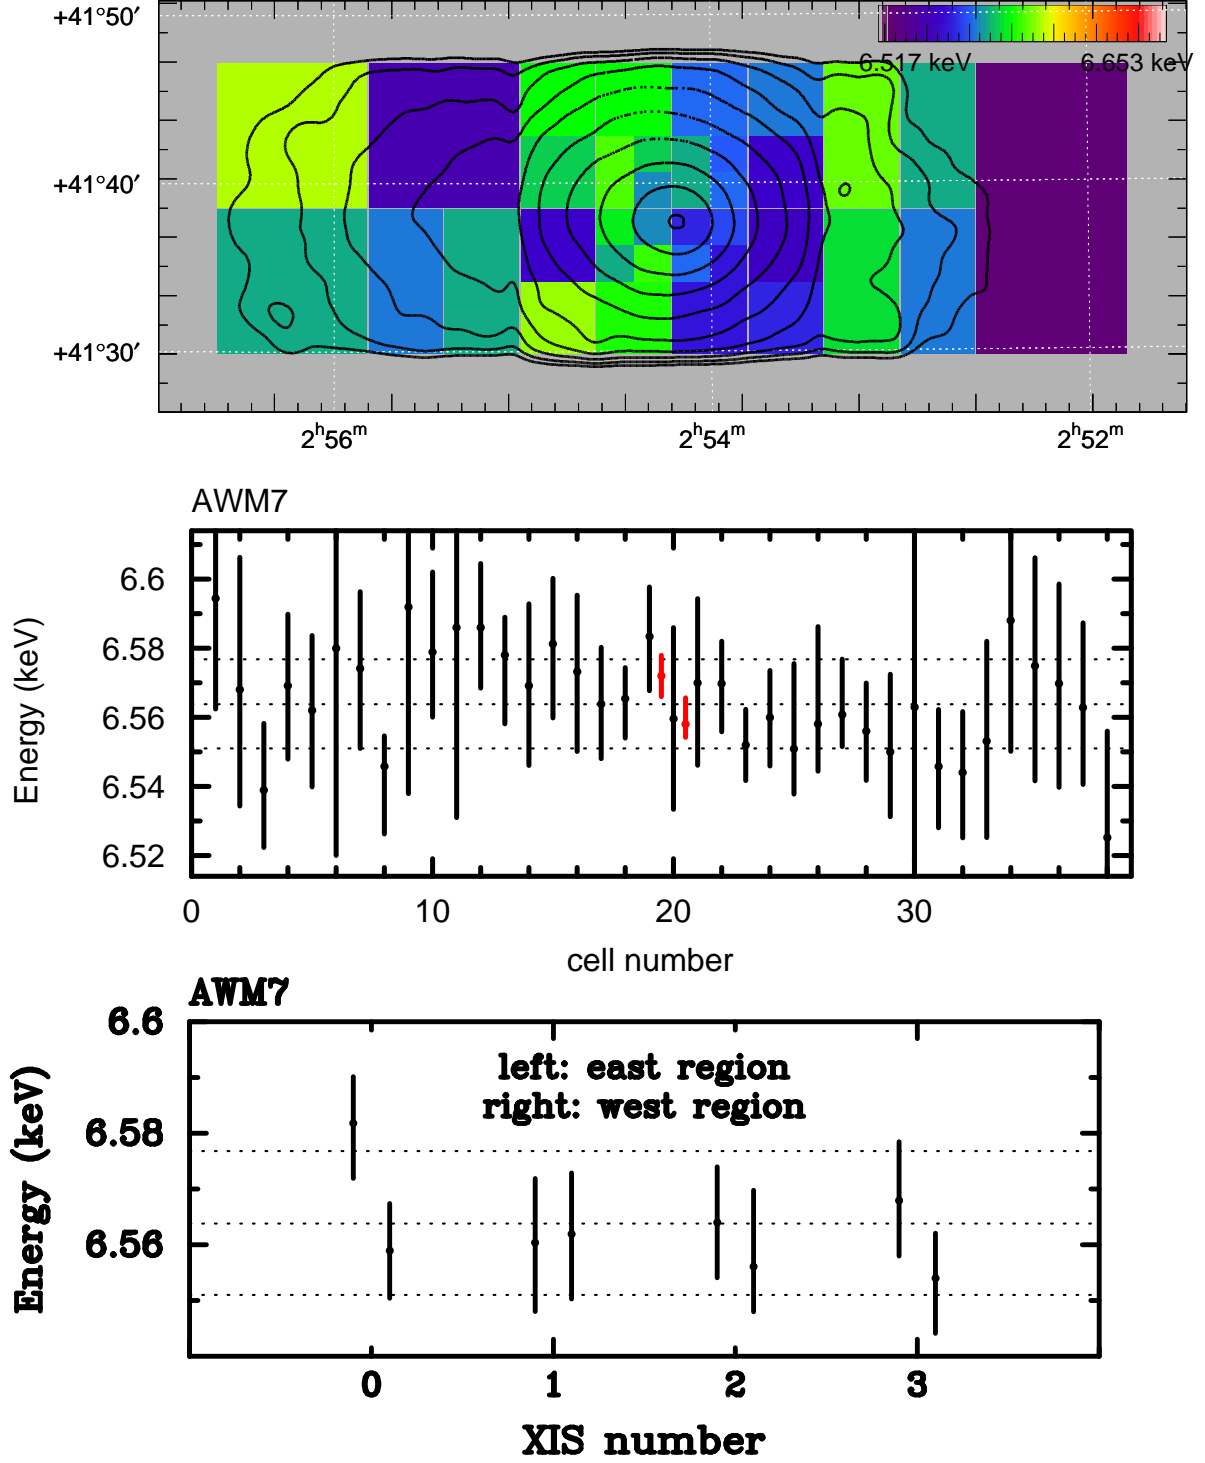 +41°50′
6.517 keV 6.653 keV
+41°40′
+41°30′
2h56m 2h54m 2h52m
AWM7
Energy (keV)
6.6
6.58
6.56
6.54
6.52
0 10 20 30
cell number
AWM7
Energy (keV)
6.6
left: east region
right: west region
6.58
6.56
0 1 2 3
XIS number